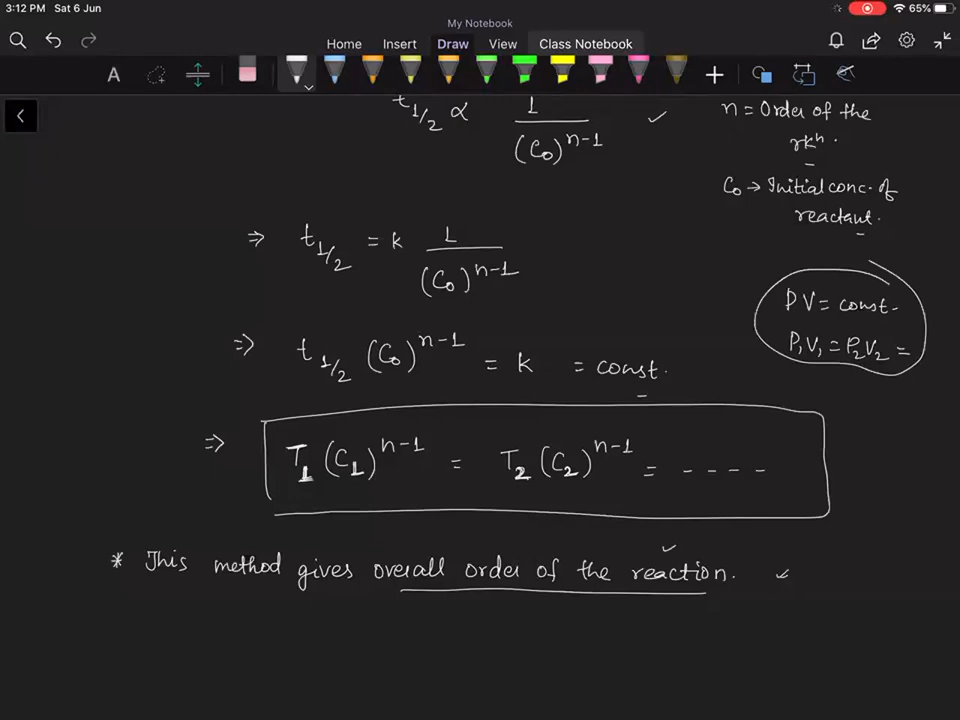 3:12 PM Sat 6 Jun
65%
My Notebook
Home Insert Draw View Class Notebook
A
t1/2 ∝ 1/(C0)^n-1
n = Order of the
rxn.
C0 → Initial conc. of
reactant.
⇒ t1/2 = k 1/(C0)^n-1
PV = const.
P1V1 = P2V2 =
⇒ t1/2 (C0)^n-1 = k = const.
⇒ T1 (C1)^n-1 = T2 (C2)^n-1 = - - - -
* This method gives overall order of the reaction.